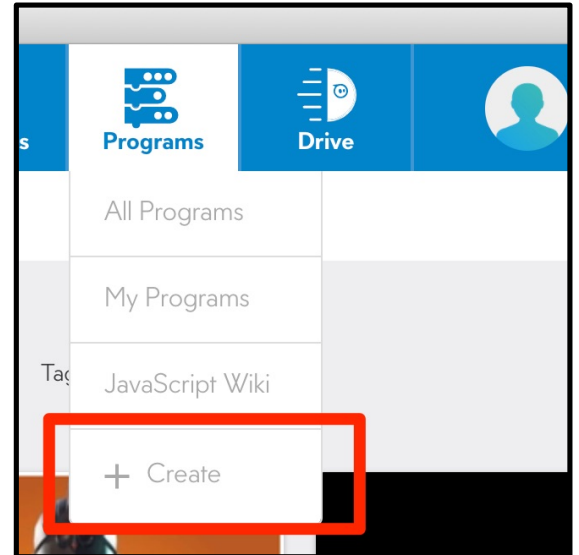 s
Programs
Drive
All Programs
My Programs
Tag
JavaScript Wiki
+ Create